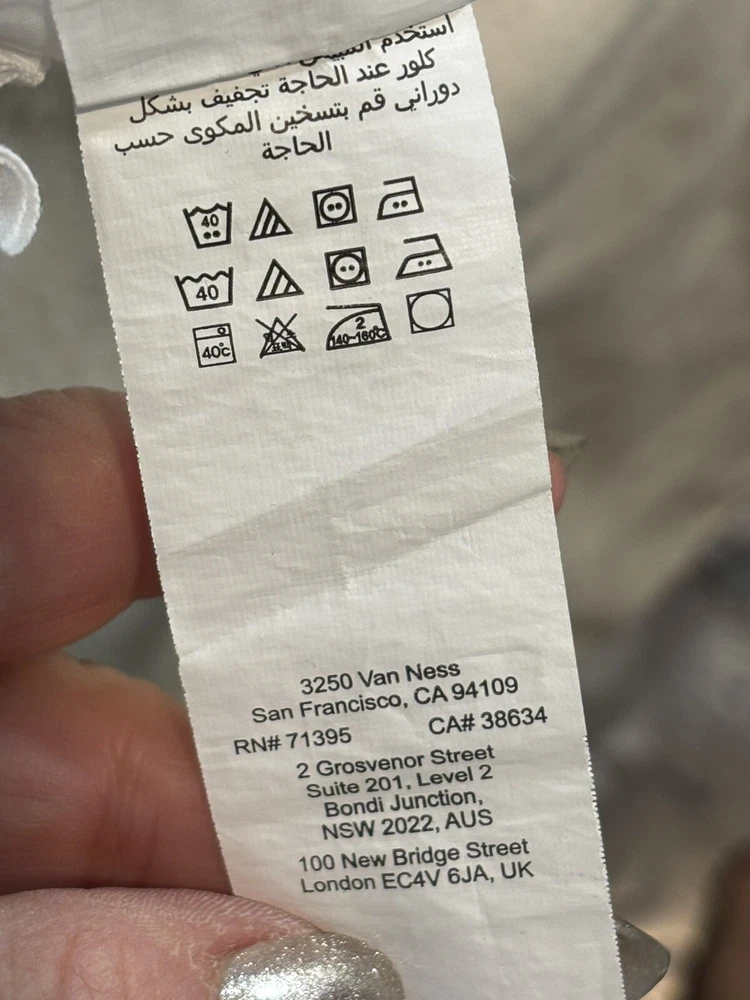 استخدم
كلور عند الحاجة تجفيف بشكل
دوراني قم بتسخين المكوى حسب
الحاجة
40
40
40℃
2
140~160℃
3250 Van Ness
San Francisco, CA 94109
RN# 71395 CA# 38634
2 Grosvenor Street
Suite 201, Level 2
Bondi Junction,
NSW 2022, AUS
100 New Bridge Street
London EC4V 6JA, UK